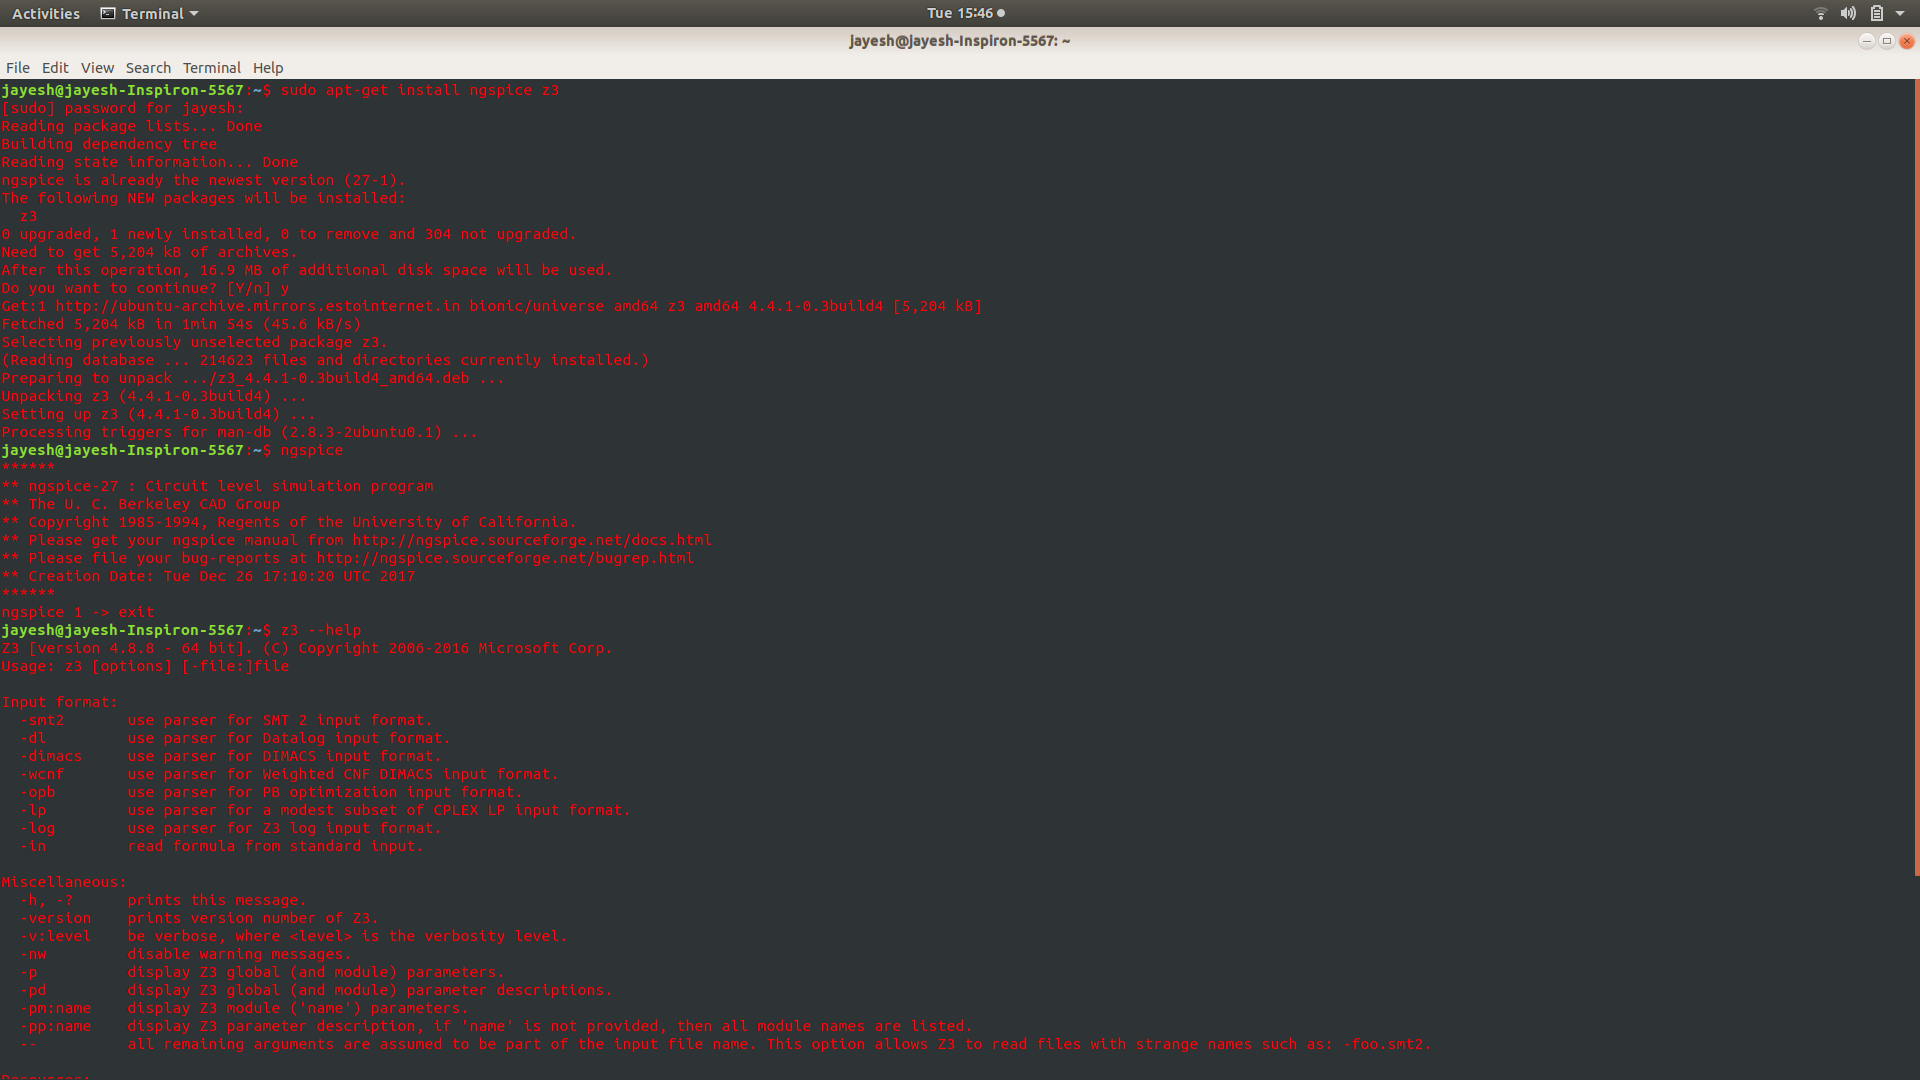 Activities Terminal Tue 15:46
jayesh@jayesh-Inspiron-5567: ~
File Edit View Search Terminal Help
jayesh@jayesh-Inspiron-5567:~$ sudo apt-get install ngspice z3
[sudo] password for jayesh:
Reading package lists... Done
Building dependency tree
Reading state information... Done
ngspice is already the newest version (27-1).
The following NEW packages will be installed:
  z3
0 upgraded, 1 newly installed, 0 to remove and 304 not upgraded.
Need to get 5,204 kB of archives.
After this operation, 16.9 MB of additional disk space will be used.
Do you want to continue? [Y/n] y
Get:1 http://ubuntu-archive.mirrors.estointernet.in bionic/universe amd64 z3 amd64 4.4.1-0.3build4 [5,204 kB]
Fetched 5,204 kB in 1min 54s (45.6 kB/s)
Selecting previously unselected package z3.
(Reading database ... 214623 files and directories currently installed.)
Preparing to unpack .../z3_4.4.1-0.3build4_amd64.deb ...
Unpacking z3 (4.4.1-0.3build4) ...
Setting up z3 (4.4.1-0.3build4) ...
Processing triggers for man-db (2.8.3-2ubuntu0.1) ...
jayesh@jayesh-Inspiron-5567:~$ ngspice
******
** ngspice-27 : Circuit level simulation program
** The U. C. Berkeley CAD Group
** Copyright 1985-1994, Regents of the University of California.
** Please get your ngspice manual from http://ngspice.sourceforge.net/docs.html
** Please file your bug-reports at http://ngspice.sourceforge.net/bugrep.html
** Creation Date: Tue Dec 26 17:10:20 UTC 2017
******
ngspice 1 -> exit
jayesh@jayesh-Inspiron-5567:~$ z3 --help
Z3 [version 4.8.8 - 64 bit]. (C) Copyright 2006-2016 Microsoft Corp.
Usage: z3 [options] [-file:]file
Input format:
  -smt2       use parser for SMT 2 input format.
  -dl         use parser for Datalog input format.
  -dimacs     use parser for DIMACS input format.
  -wcnf       use parser for Weighted CNF DIMACS input format.
  -opb        use parser for PB optimization input format.
  -lp         use parser for a modest subset of CPLEX LP input format.
  -log        use parser for Z3 log input format.
  -in         read formula from standard input.
Miscellaneous:
  -h, -?      prints this message.
  -version    prints version number of Z3.
  -v:level    be verbose, where <level> is the verbosity level.
  -nw         disable warning messages.
  -p          display Z3 global (and module) parameters.
  -pd         display Z3 global (and module) parameter descriptions.
  -pm:name    display Z3 module ('name') parameters.
  -pp:name    display Z3 parameter description, if 'name' is not provided, then all module names are listed.
  --          all remaining arguments are assumed to be part of the input file name. This option allows Z3 to read files with strange names such as: -foo.smt2.